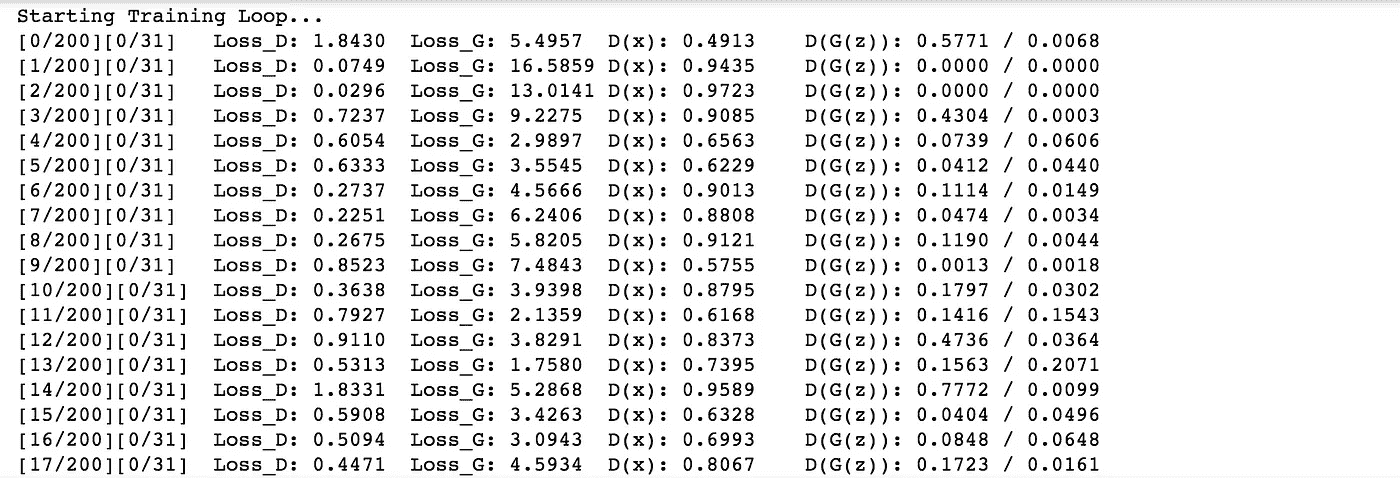 Starting Training Loop...
[0/200][0/31] Loss_D: 1.8430 Loss_G: 5.4957 D(x): 0.4913 D(G(z)): 0.5771 / 0.0068
[1/200][0/31] Loss_D: 0.0749 Loss_G: 16.5859 D(x): 0.9435 D(G(z)): 0.0000 / 0.0000
[2/200][0/31] Loss_D: 0.0296 Loss_G: 13.0141 D(x): 0.9723 D(G(z)): 0.0000 / 0.0000
[3/200][0/31] Loss_D: 0.7237 Loss_G: 9.2275 D(x): 0.9085 D(G(z)): 0.4304 / 0.0003
[4/200][0/31] Loss_D: 0.6054 Loss_G: 2.9897 D(x): 0.6563 D(G(z)): 0.0739 / 0.0606
[5/200][0/31] Loss_D: 0.6333 Loss_G: 3.5545 D(x): 0.6229 D(G(z)): 0.0412 / 0.0440
[6/200][0/31] Loss_D: 0.2737 Loss_G: 4.5666 D(x): 0.9013 D(G(z)): 0.1114 / 0.0149
[7/200][0/31] Loss_D: 0.2251 Loss_G: 6.2406 D(x): 0.8808 D(G(z)): 0.0474 / 0.0034
[8/200][0/31] Loss_D: 0.2675 Loss_G: 5.8205 D(x): 0.9121 D(G(z)): 0.1190 / 0.0044
[9/200][0/31] Loss_D: 0.8523 Loss_G: 7.4843 D(x): 0.5755 D(G(z)): 0.0013 / 0.0018
[10/200][0/31] Loss_D: 0.3638 Loss_G: 3.9398 D(x): 0.8795 D(G(z)): 0.1797 / 0.0302
[11/200][0/31] Loss_D: 0.7927 Loss_G: 2.1359 D(x): 0.6168 D(G(z)): 0.1416 / 0.1543
[12/200][0/31] Loss_D: 0.9110 Loss_G: 3.8291 D(x): 0.8373 D(G(z)): 0.4736 / 0.0364
[13/200][0/31] Loss_D: 0.5313 Loss_G: 1.7580 D(x): 0.7395 D(G(z)): 0.1563 / 0.2071
[14/200][0/31] Loss_D: 1.8331 Loss_G: 5.2868 D(x): 0.9589 D(G(z)): 0.7772 / 0.0099
[15/200][0/31] Loss_D: 0.5908 Loss_G: 3.4263 D(x): 0.6328 D(G(z)): 0.0404 / 0.0496
[16/200][0/31] Loss_D: 0.5094 Loss_G: 3.0943 D(x): 0.6993 D(G(z)): 0.0848 / 0.0648
[17/200][0/31] Loss_D: 0.4471 Loss_G: 4.5934 D(x): 0.8067 D(G(z)): 0.1723 / 0.0161